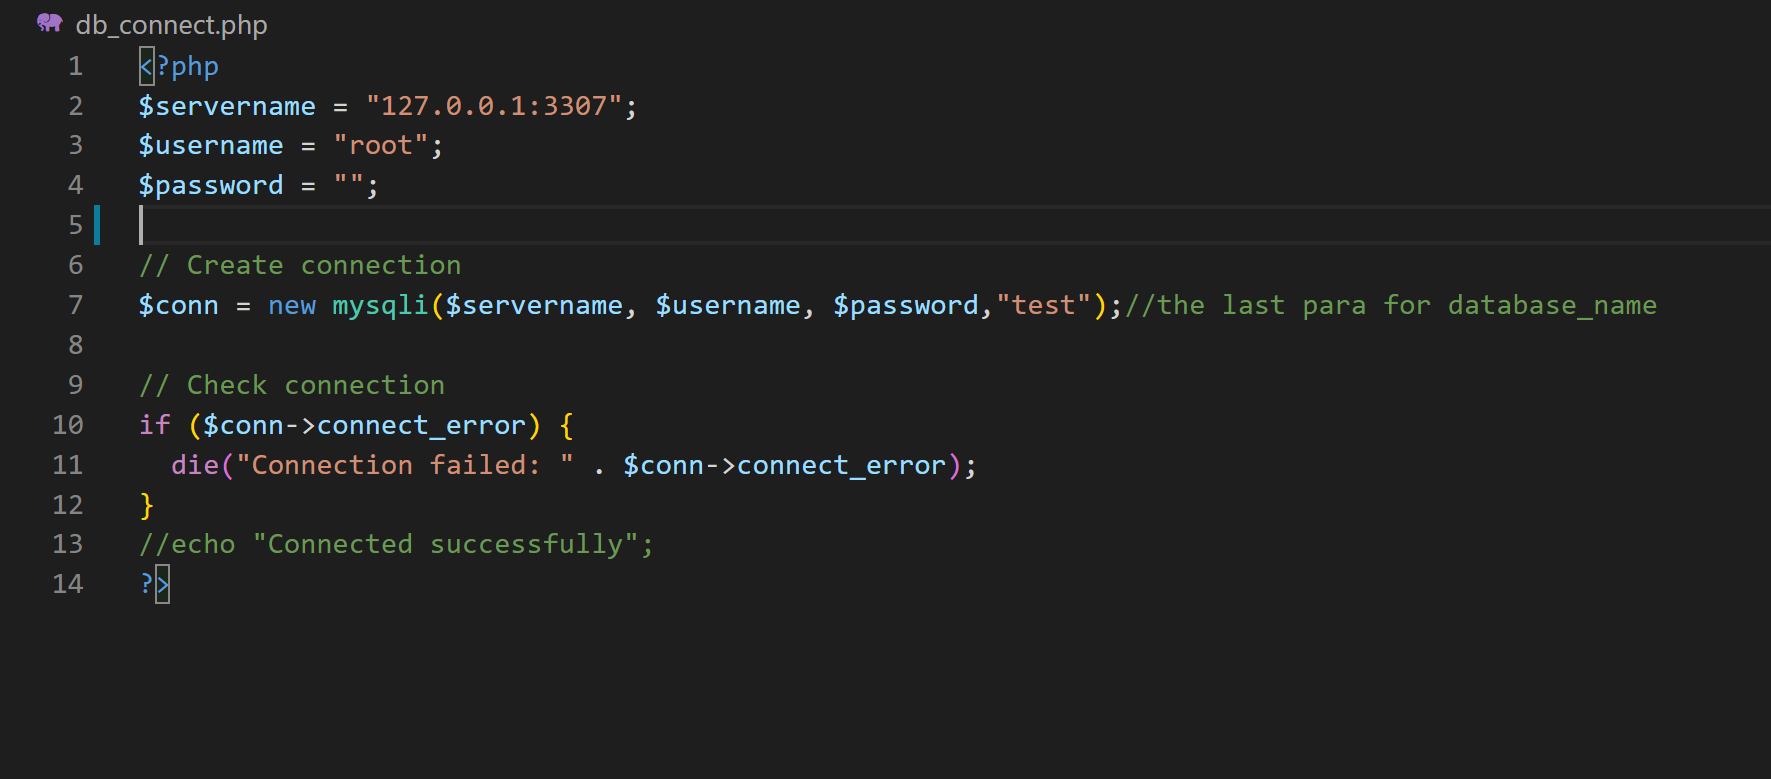 db_connect.php
1 <?php
2 $servername = "127.0.0.1:3307";
3 $username = "root";
4 $password = "";
5
6 // Create connection
7 $conn = new mysqli($servername, $username, $password,"test");//the last para for database_name
8
9 // Check connection
10 if ($conn->connect_error) {
11   die("Connection failed: " . $conn->connect_error);
12 }
13 //echo "Connected successfully";
14 ?>